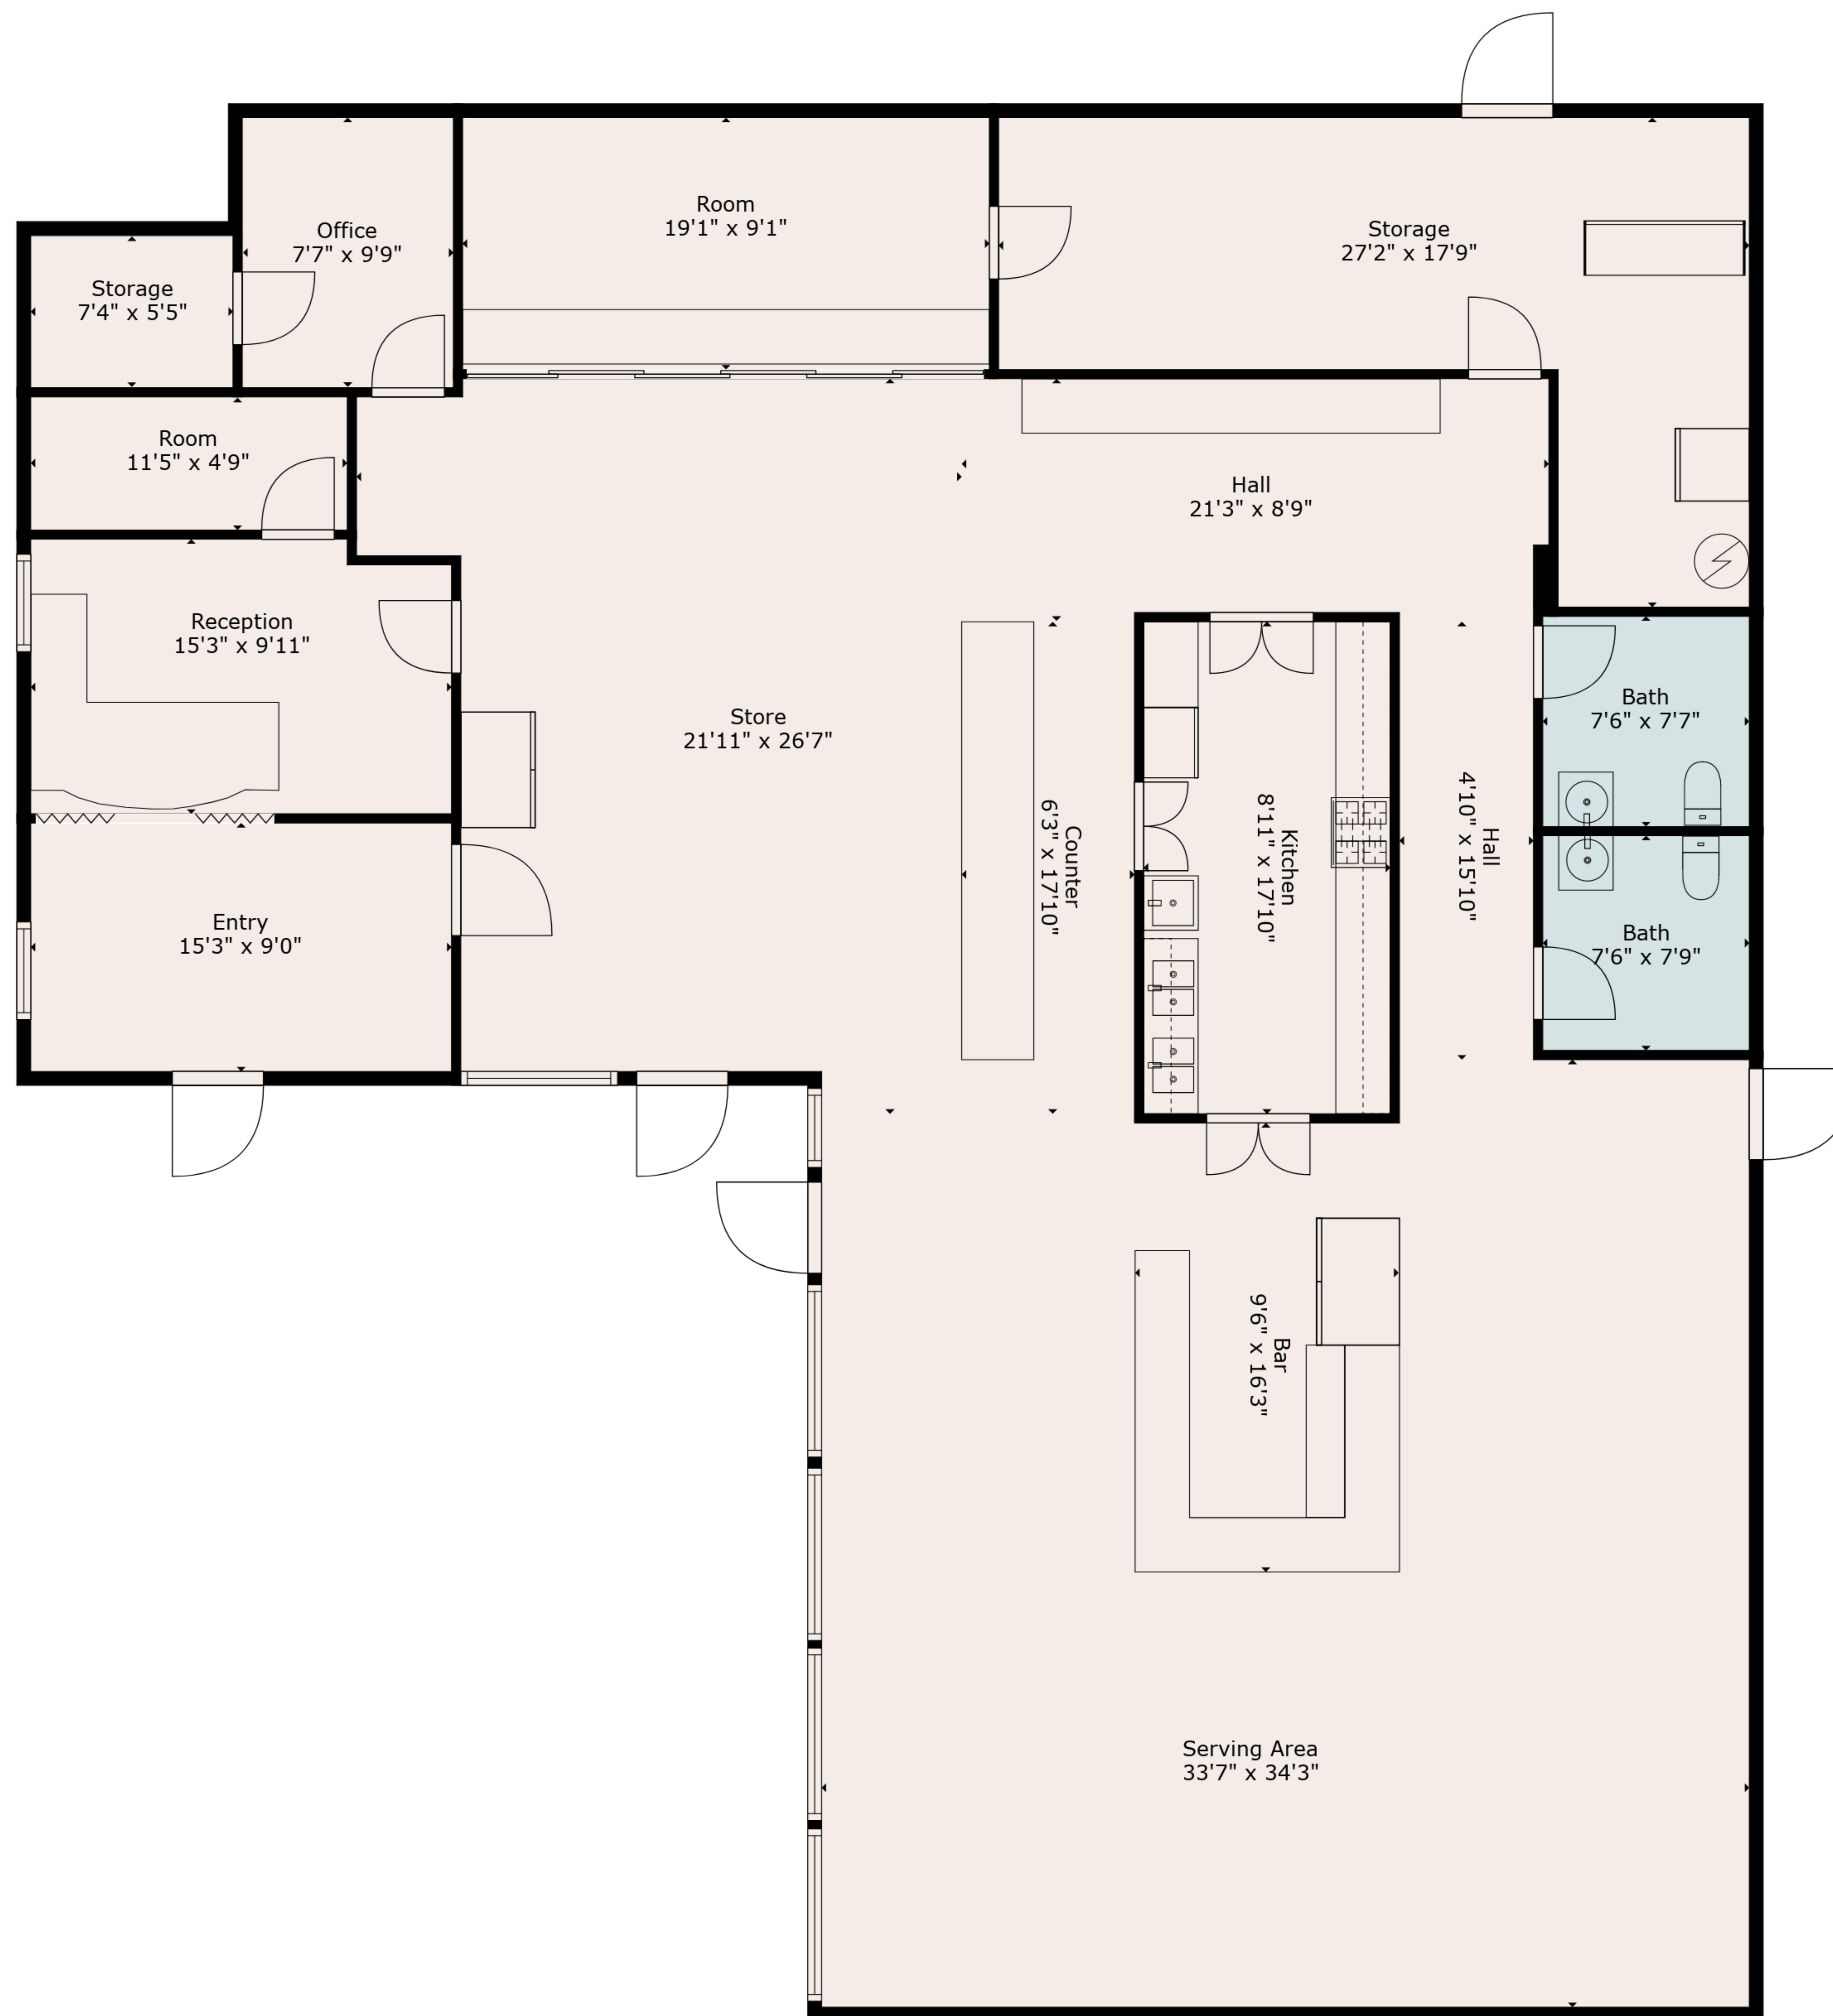 Room
19'1" x 9'1"
Office
7'7" x 9'9"
Storage
27'2" x 17'9"
Storage
7'4" x 5'5"
Room
11'5" x 4'9"
Hall
21'3" x 8'9"
Reception
15'3" x 9'11"
Store
21'11" x 26'7"
Bath
7'6" x 7'7"
Counter
6'3" x 17'10"
Kitchen
8'11" x 17'10"
Hall
4'10" x 15'10"
Entry
15'3" x 9'0"
Bath
7'6" x 7'9"
Bar
9'6" x 16'3"
Serving Area
33'7" x 34'3"